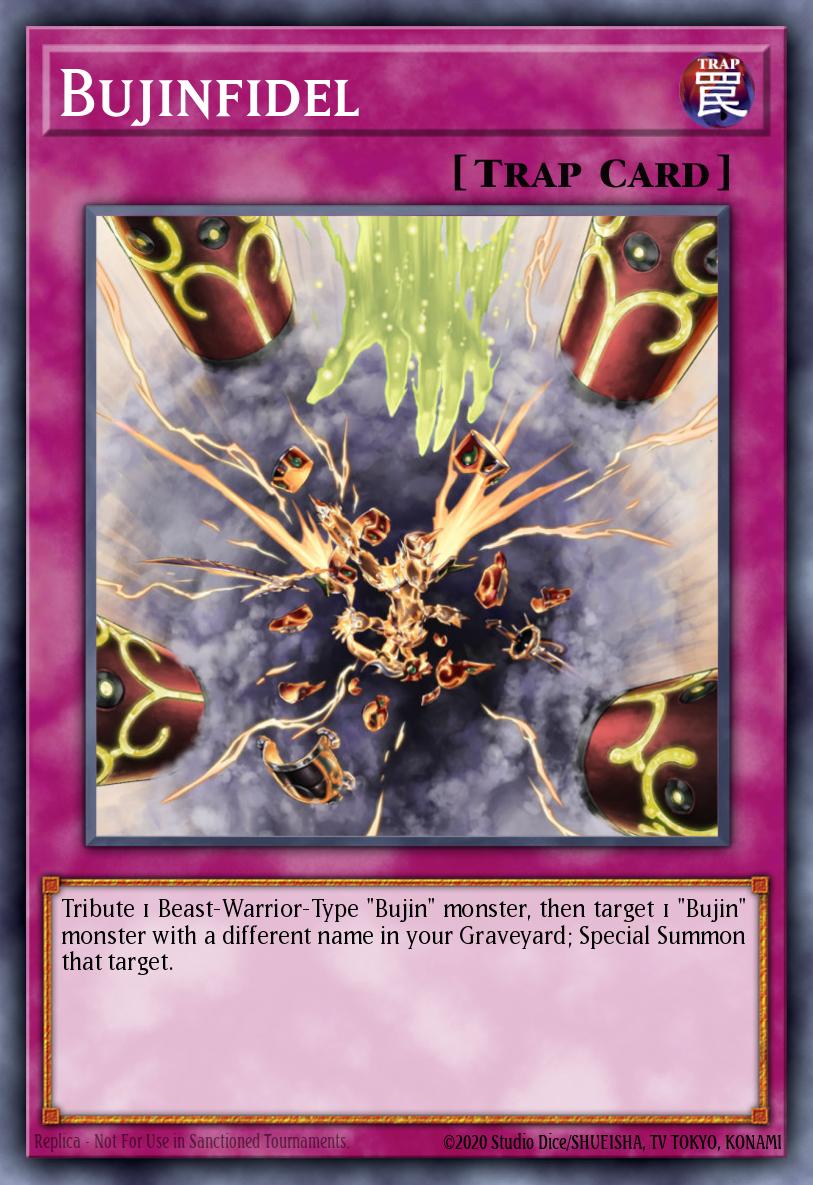 Bujinfidel
TRAP
罠
[Trap Card]
Tribute 1 Beast-Warrior-Type "Bujin" monster, then target 1 "Bujin"
monster with a different name in your Graveyard; Special Summon
that target.
Replica - Not For Use in Sanctioned Tournaments.
©2020 Studio Dice/SHUEISHA, TV TOKYO, KONAMI